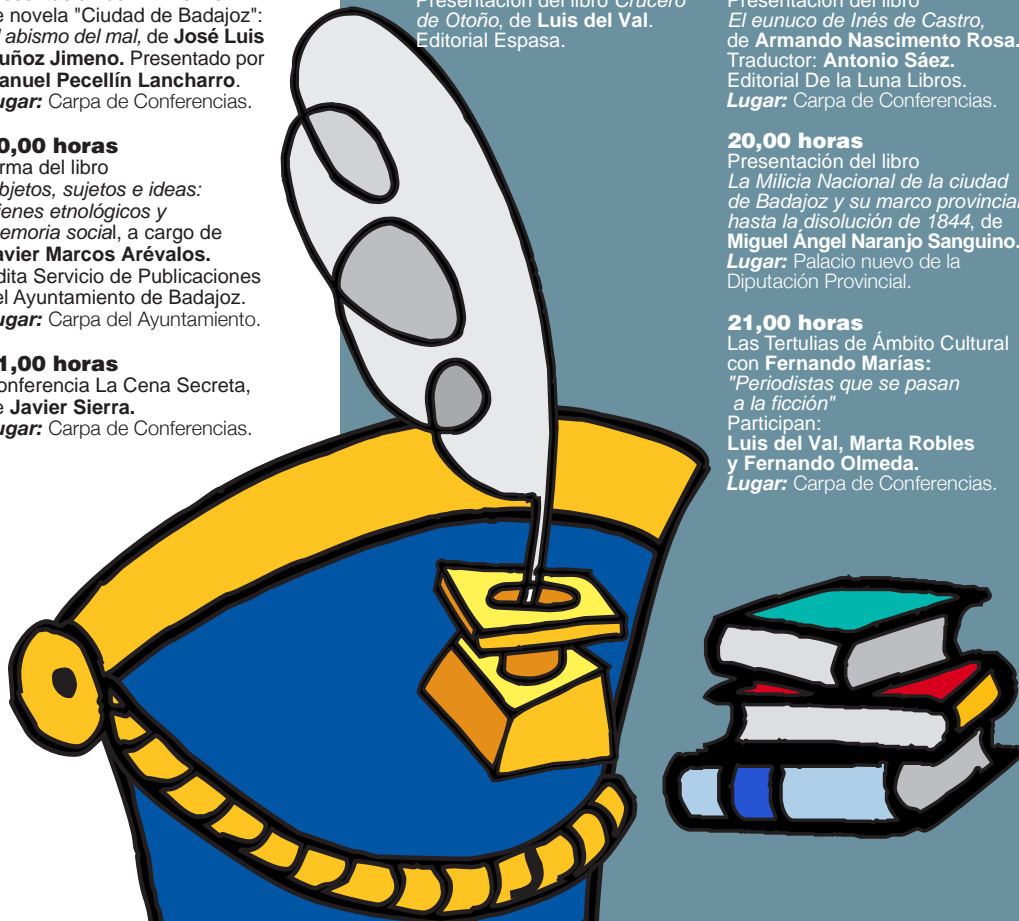 e novela "Ciudad de Badajoz":
l abismo del mal, de José Luis
uñoz Jimeno. Presentado por
anuel Pecellín Lancharro.
ugar: Carpa de Conferencias.
0,00 horas
rma del libro
bjetos, sujetos e ideas:
ienes etnológicos y
emoria social, a cargo de
avier Marcos Arévalos.
dita Servicio de Publicaciones
el Ayuntamiento de Badajoz.
ugar: Carpa del Ayuntamiento.
1,00 horas
onferencia La Cena Secreta,
e Javier Sierra.
ugar: Carpa de Conferencias.
Presentación del libro Crucero
de Otoño, de Luis del Val.
Editorial Espasa.
Presentación del libro
El eunuco de Inés de Castro,
de Armando Nascimento Rosa.
Traductor: Antonio Sáez.
Editorial De la Luna Libros.
Lugar: Carpa de Conferencias.
20,00 horas
Presentación del libro
La Milicia Nacional de la ciudad
de Badajoz y su marco provincial
hasta la disolución de 1844, de
Miguel Ángel Naranjo Sanguino.
Lugar: Palacio nuevo de la
Diputación Provincial.
21,00 horas
Las Tertulias de Ámbito Cultural
con Fernando Marías:
"Periodistas que se pasan
a la ficción"
Participan:
Luis del Val, Marta Robles
y Fernando Olmeda.
Lugar: Carpa de Conferencias.